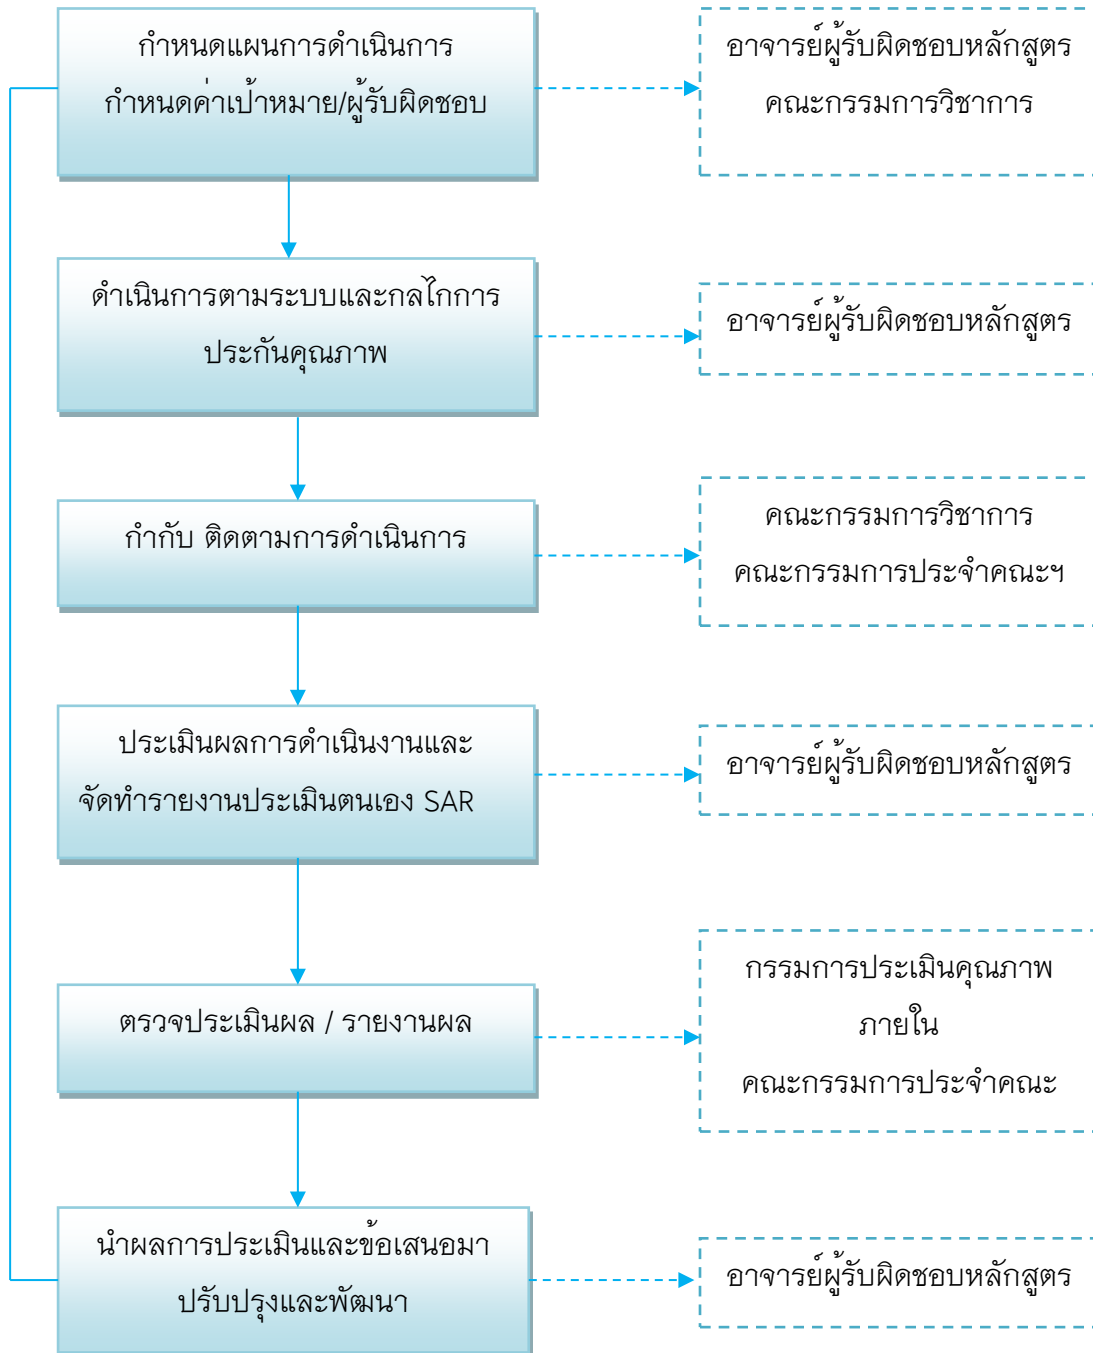 กำหนดแผนการดำเนินการ
กำหนดค่าเป้าหมาย/ผู้รับผิดชอบ
อาจารย์ผู้รับผิดชอบหลักสูตร
คณะกรรมการวิชาการ
ดำเนินการตามระบบและกลไกการ
ประกันคุณภาพ
อาจารย์ผู้รับผิดชอบหลักสูตร
กำกับ ติดตามการดำเนินการ
คณะกรรมการวิชาการ
คณะกรรมการประจำคณะฯ
ประเมินผลการดำเนินงานและ
จัดทำรายงานประเมินตนเอง SAR
อาจารย์ผู้รับผิดชอบหลักสูตร
ตรวจประเมินผล / รายงานผล
กรรมการประเมินคุณภาพ
ภายใน
คณะกรรมการประจำคณะ
นำผลการประเมินและข้อเสนอมา
ปรับปรุงและพัฒนา
อาจารย์ผู้รับผิดชอบหลักสูตร